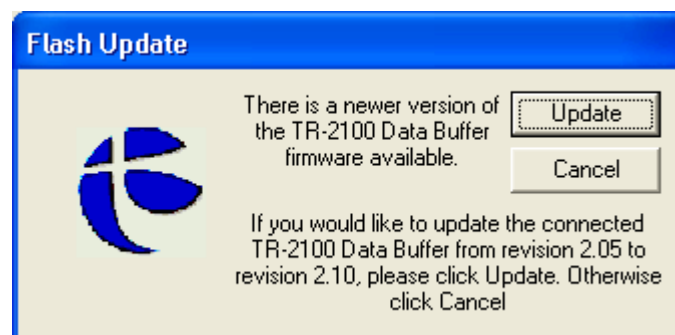 Flash Update
There is a newer version of
the TR-2100 Data Buffer
firmware available.
Update
Cancel
If you would like to update the connected
TR-2100 Data Buffer from revision 2.05 to
revision 2.10, please click Update. Otherwise
click Cancel